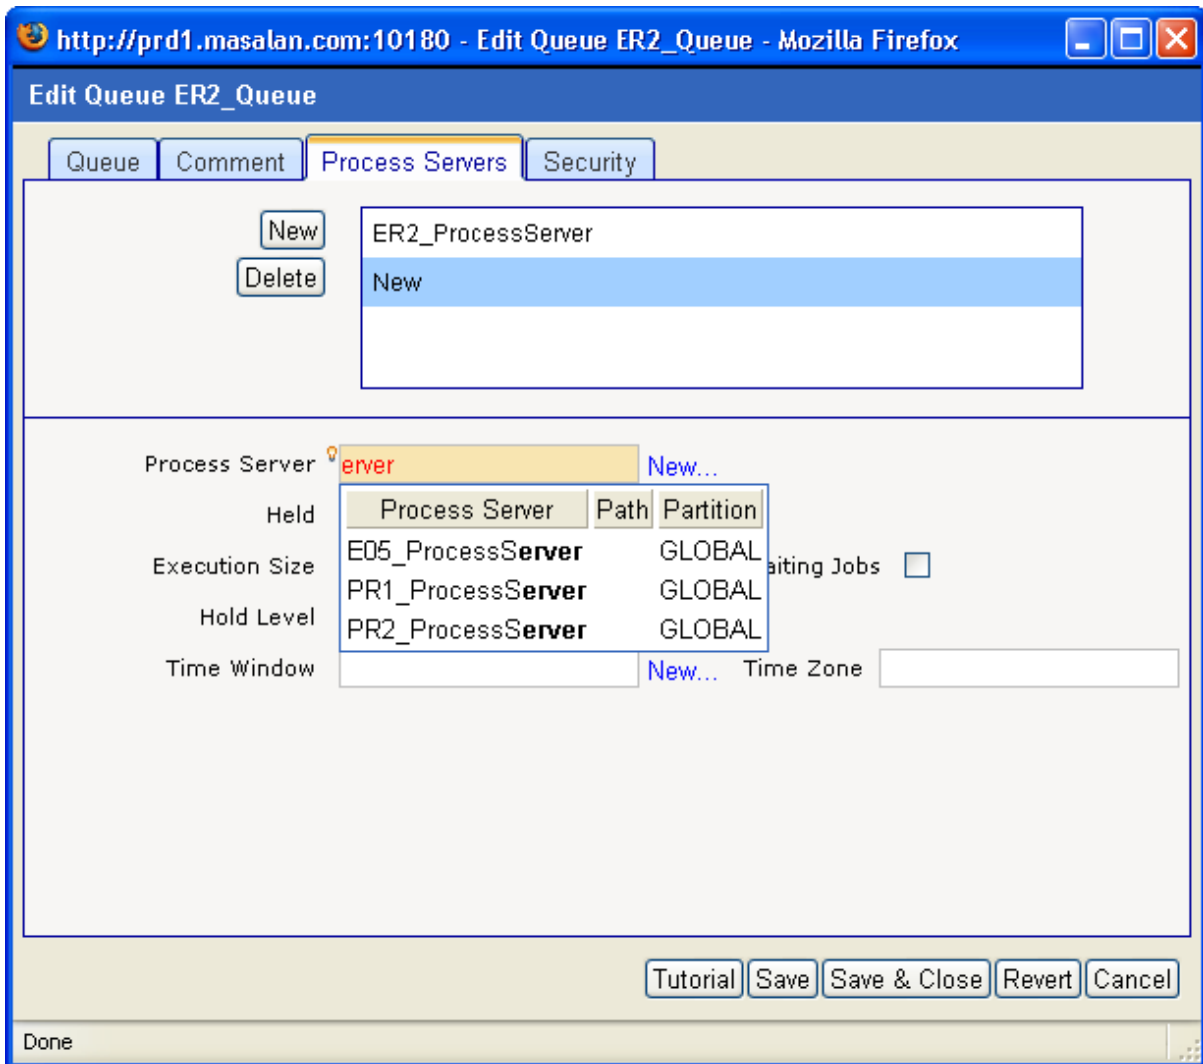 http://prd1.masalan.com:10180 - Edit Queue ER2_Queue - Mozilla Firefox
Edit Queue ER2_Queue
Queue Comment Process Servers Security
New ER2_ProcessServer
Delete New
Process Server erver New...
Held Process Server Path Partition
E05_ProcessServer GLOBAL
Execution Size aiting Jobs
PR1_ProcessServer GLOBAL
Hold Level PR2_ProcessServer GLOBAL
Time Window New... Time Zone
Tutorial Save Save & Close Revert Cancel
Done